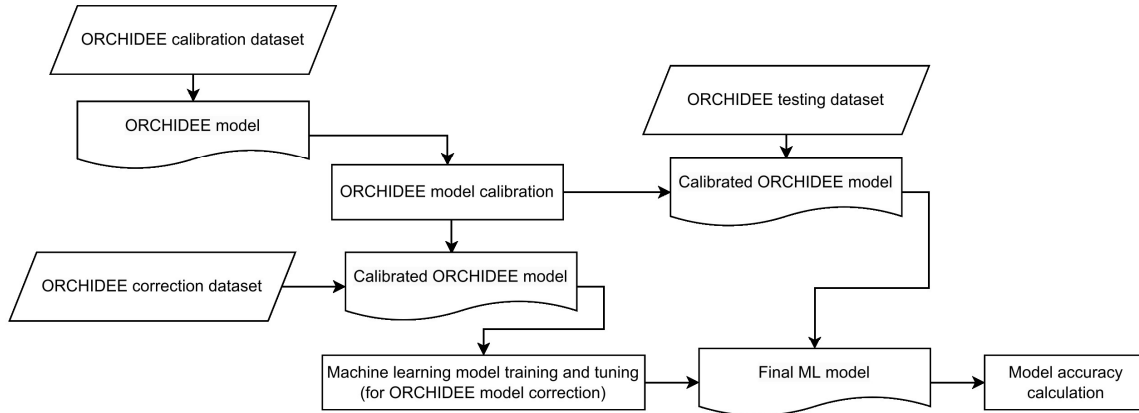 ORCHIDEE calibration dataset
ORCHIDEE testing dataset
ORCHIDEE model
ORCHIDEE model calibration
Calibrated ORCHIDEE model
ORCHIDEE correction dataset
Calibrated ORCHIDEE model
Machine learning model training and tuning
(for ORCHIDEE model correction)
Final ML model
Model accuracy
calculation